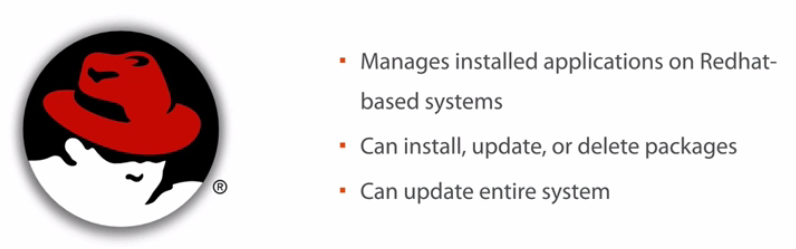 Manages installed applications on Redhat-
based systems
Can install, update, or delete packages
Can update entire system
®